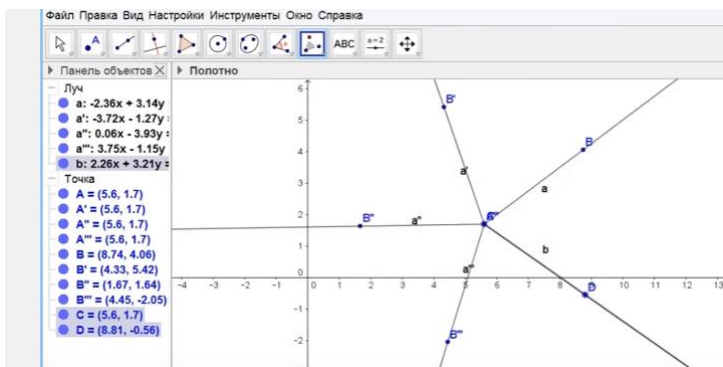 Файл Правка Вид Настройки Инструменты Окно Справка
A ABC a=2
Панель объектов Полотно
Луч
a: -2.36x + 3.14y
a': -3.72x - 1.27y =
a'': 0.06x - 3.93y =
a''': 3.75x - 1.15y
b: 2.26x + 3.21y =
Точка
A = (5.6, 1.7)
A' = (5.6, 1.7)
A'' = (5.6, 1.7)
A''' = (5.6, 1.7)
B = (8.74, 4.06)
B' = (4.33, 5.42)
B'' = (1.67, 1.64)
B''' = (4.45, -2.05)
C = (5.6, 1.7)
D = (8.81, -0.56)
6
B'
5
B
4
a'
3
a
2
B'' a''
1
b
a'''
-4 -3 -2 -1 0 0 1 2 3 4 5 6 7 8 9 10 11 12 13
D
-1
-2
B'''